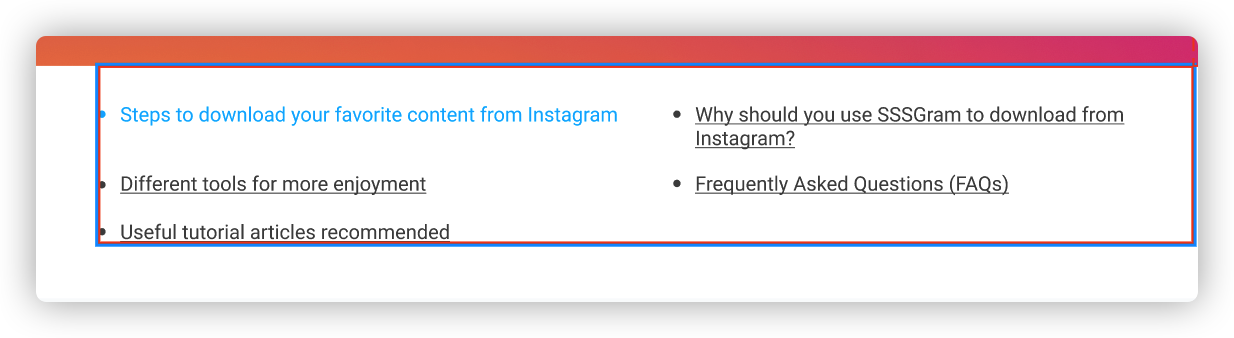 Steps to download your favorite content from Instagram
Why should you use SSSGram to download from
Instagram?
Different tools for more enjoyment
Frequently Asked Questions (FAQs)
Useful tutorial articles recommended